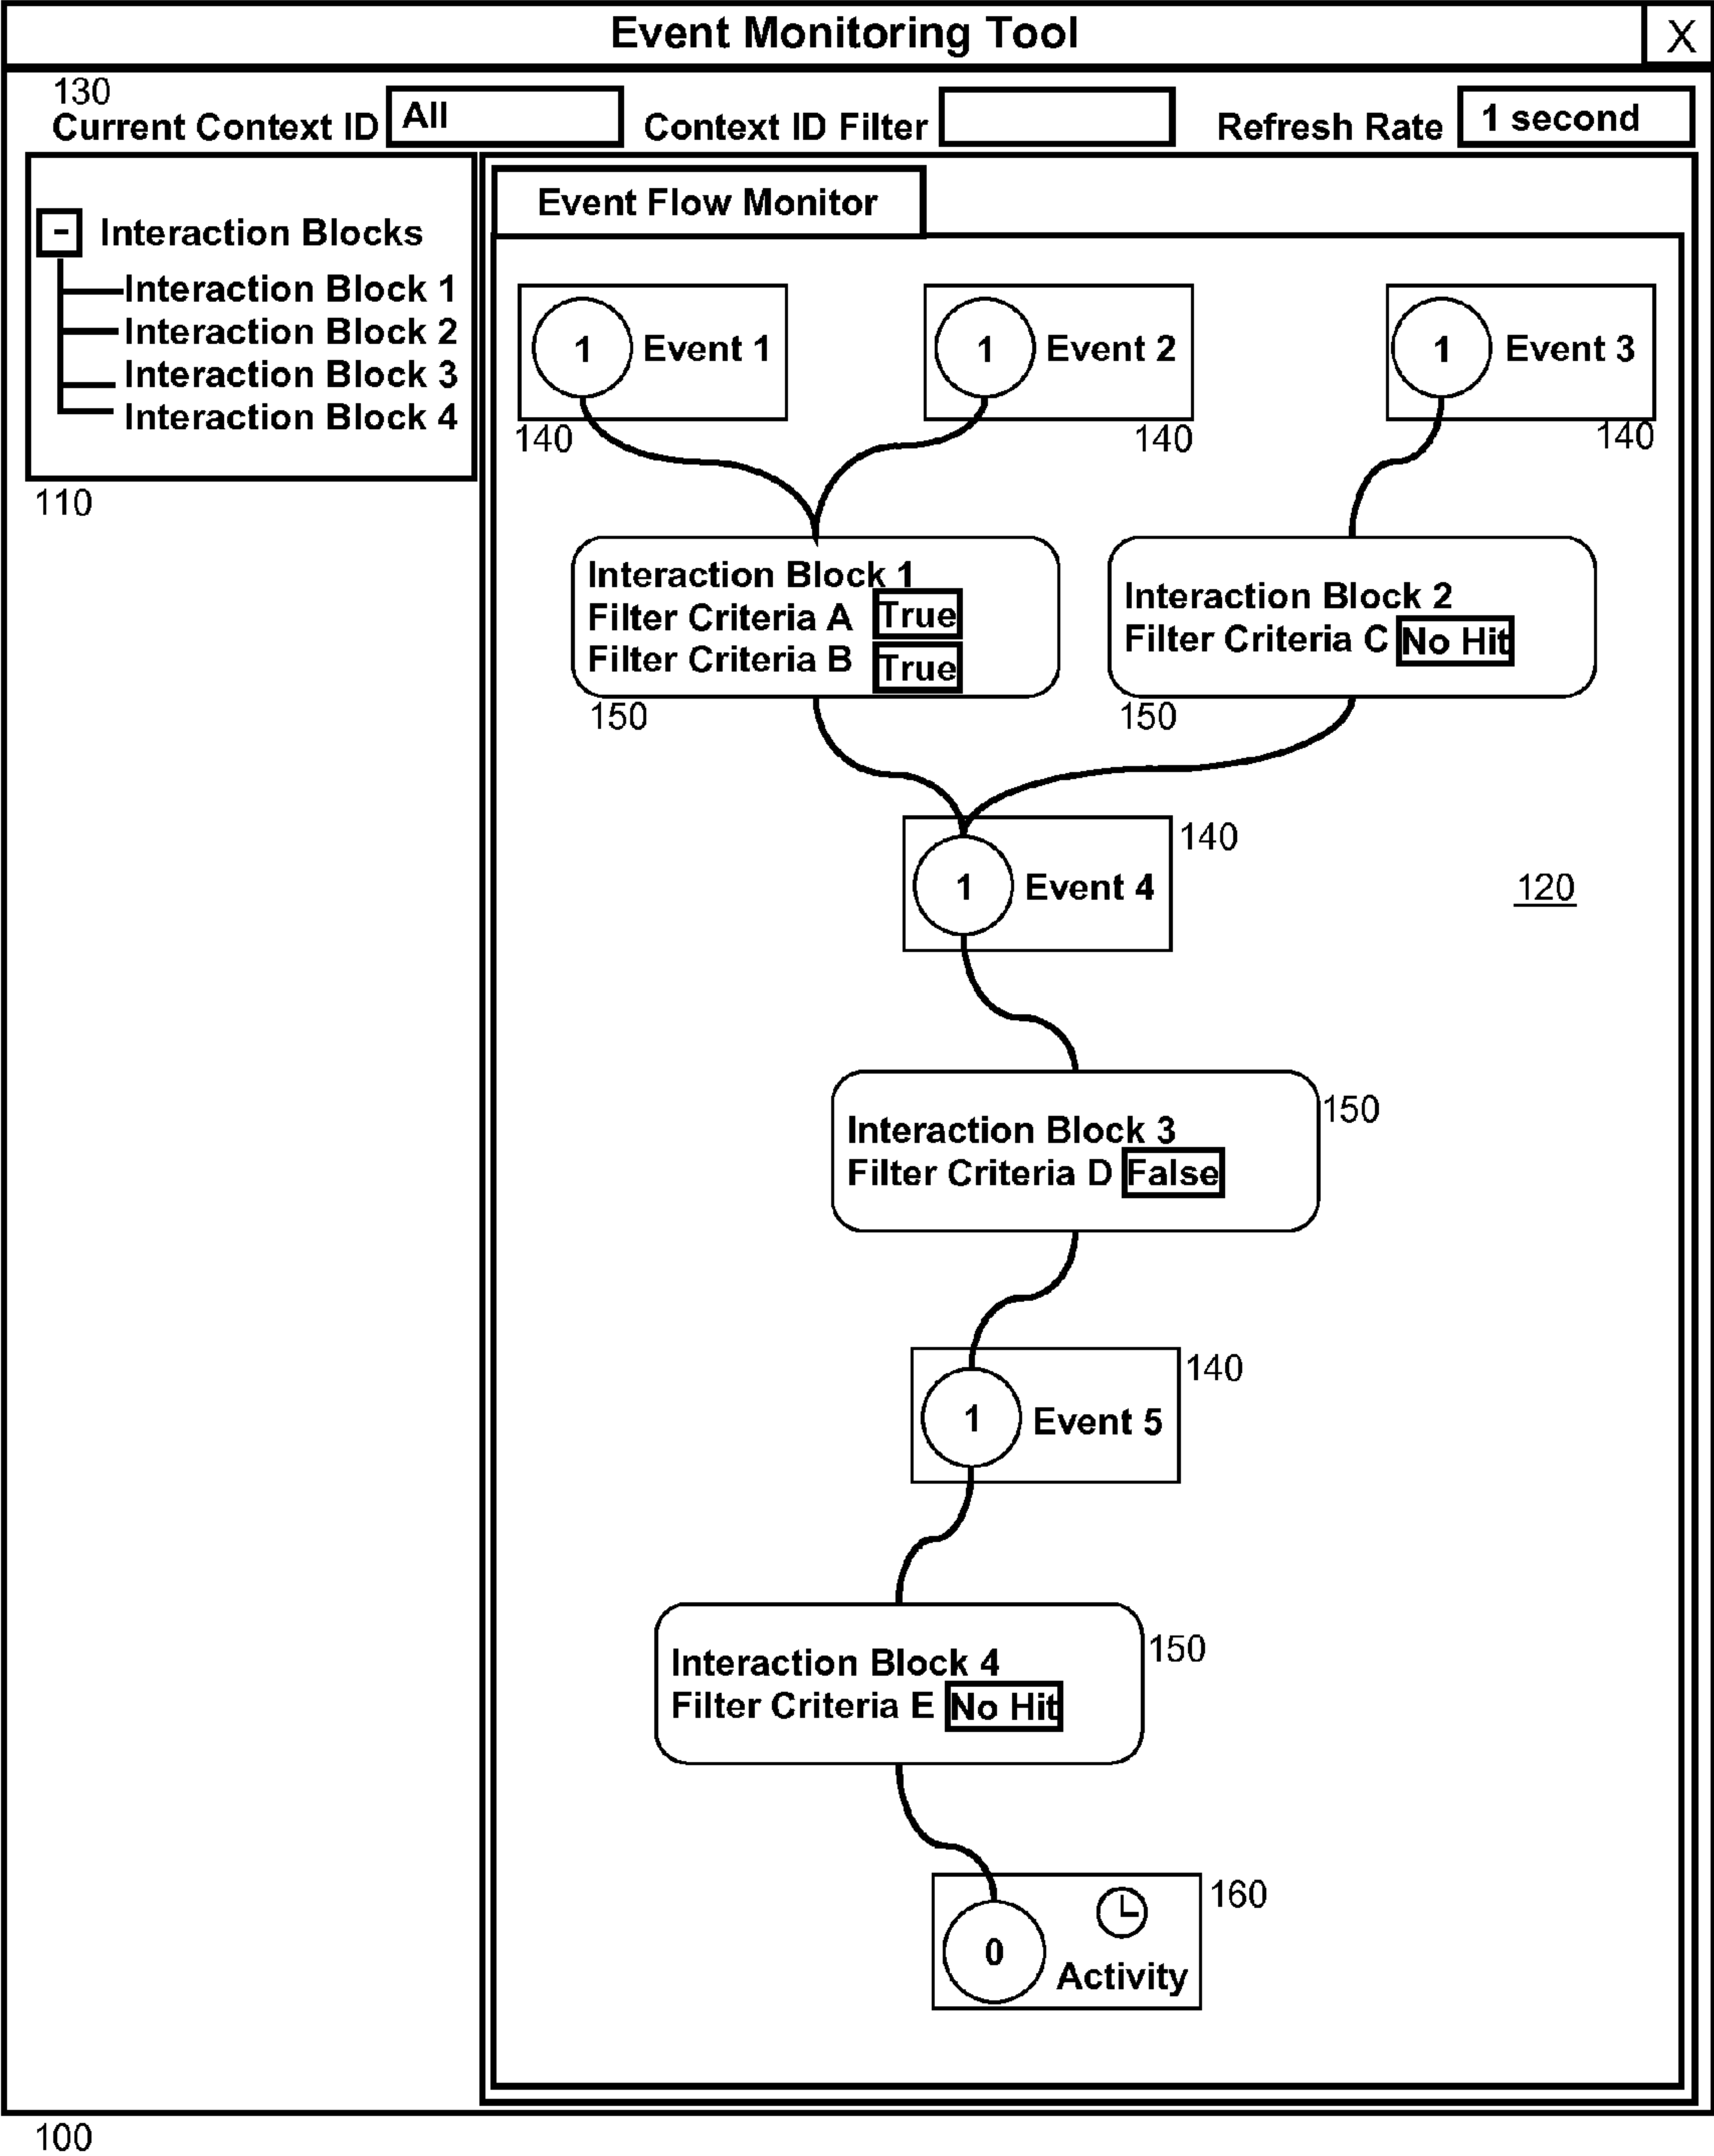 Event Monitoring Tool X
130
Current Context ID All Context ID Filter Refresh Rate 1 second
- Interaction Blocks
Interaction Block 1
Interaction Block 2
Interaction Block 3
Interaction Block 4
110
Event Flow Monitor
1 Event 1 1 Event 2 1 Event 3
140 140 140
Interaction Block 1
Filter Criteria A True
Filter Criteria B True
150
Interaction Block 2
Filter Criteria C No Hit
150
140
1 Event 4
120
Interaction Block 3
Filter Criteria D False
150
140
1 Event 5
Interaction Block 4
Filter Criteria E No Hit
150
160
0 Activity
100